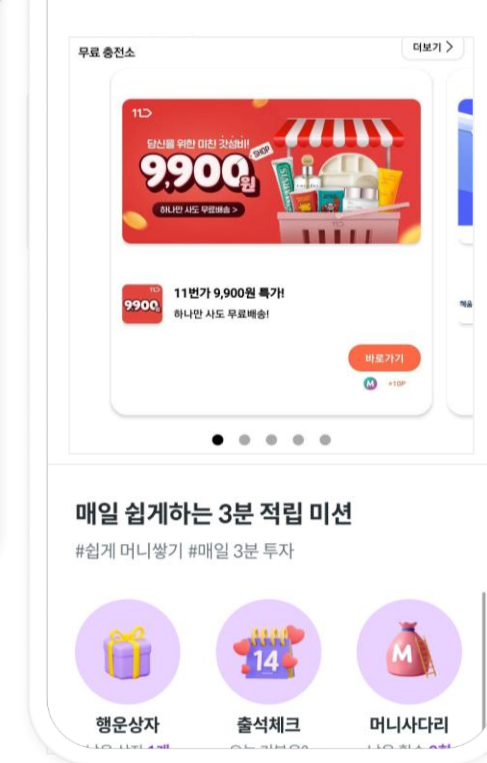 무료 충전소
더보기 >
11
당신을 위한 미친 갓성비!
9,900원
SHOP
하나만 사도 무료배송 >
9900
11번가 9,900원 특가!
하나만 사도 무료배송!
바로가기
M +10P
매일 쉽게하는 3분 적립 미션
#쉽게 머니쌓기 #매일 3분 투자
14
M
행운상자
출석체크
머니사다리